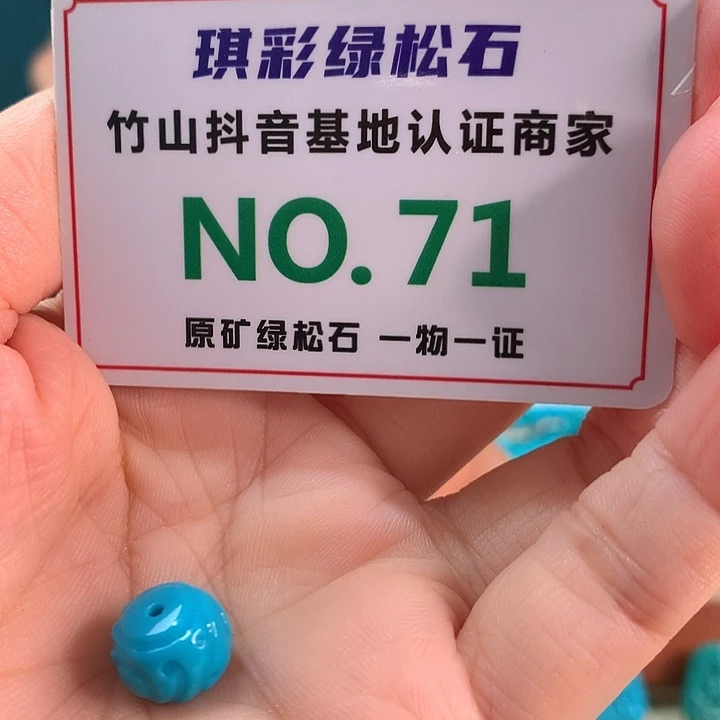 琪彩绿松石
竹山抖音基地认证商家
NO. 71
原矿绿松石 一物一证